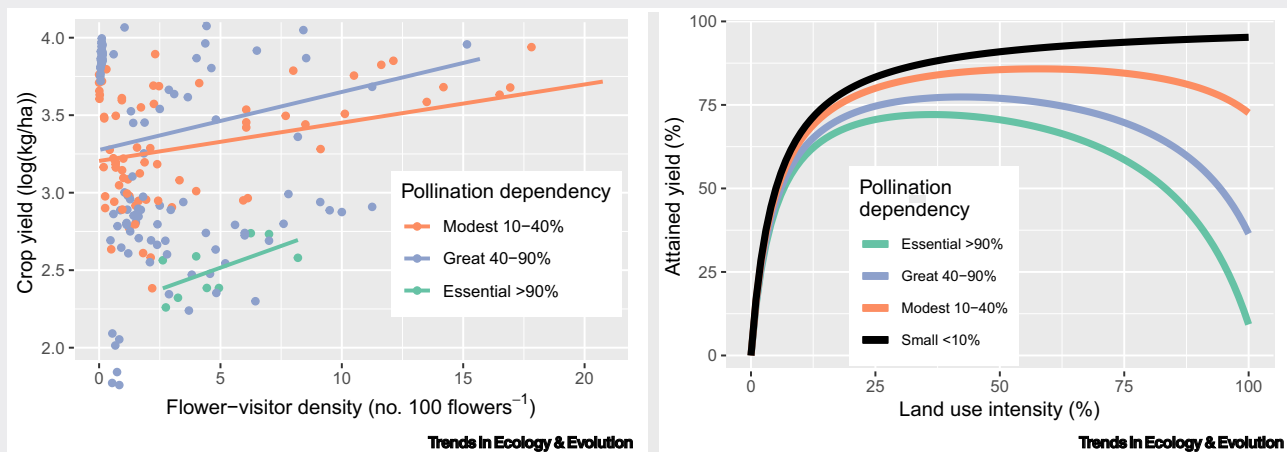 Crop yield (log(kg/ha))
4.0
3.5
3.0
2.5
2.0
Pollination dependency
Modest 10−40%
Great 40−90%
Essential >90%
0
5
10
15
20
Flower−visitor density (no. 100 flowers⁻¹)
Trends in Ecology & Evolution
Attained yield (%)
100
75
50
25
0
Pollination
dependency
Essential >90%
Great 40−90%
Modest 10−40%
Small <10%
0
25
50
75
100
Land use intensity (%)
Trends in Ecology & Evolution